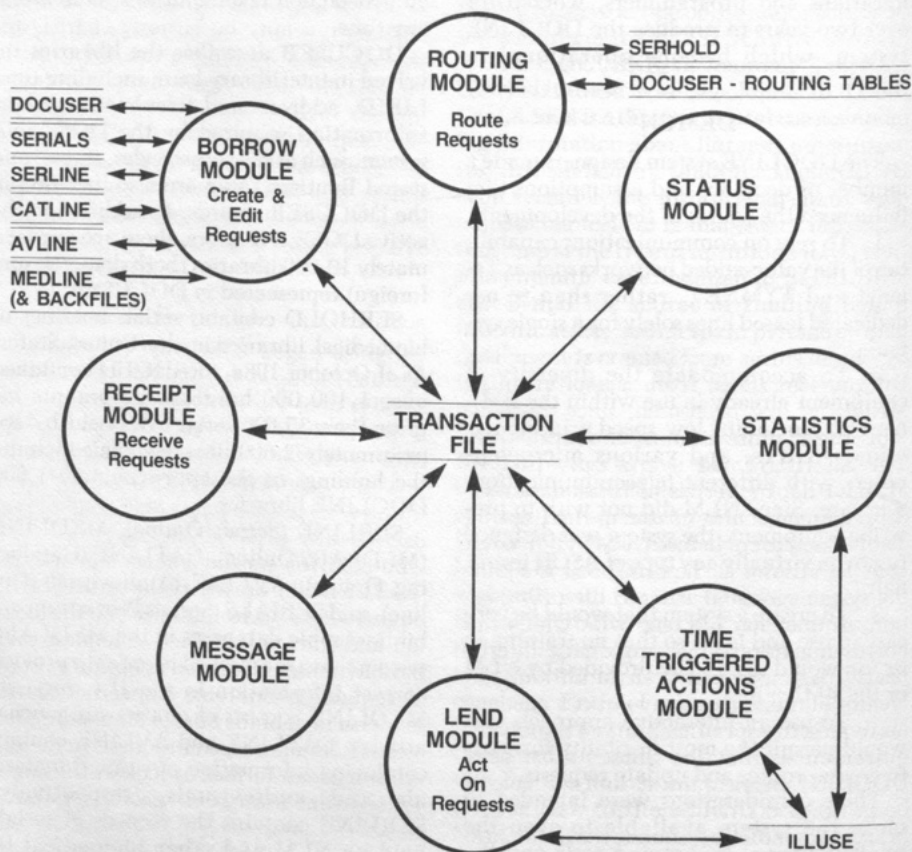 ROUTING
MODULE
Route
Requests
SERHOLD
DOCUSER - ROUTING TABLES
DOCUSER
SERIALS
SERLINE
CATLINE
AVLINE
MEDLINE
(& BACKFILES)
BORROW
MODULE
Create &
Edit
Requests
STATUS
MODULE
RECEIPT
MODULE
Receive
Requests
TRANSACTION
FILE
STATISTICS
MODULE
MESSAGE
MODULE
LEND
MODULE
Act
On
Requests
TIME
TRIGGERED
ACTIONS
MODULE
ILLUSE